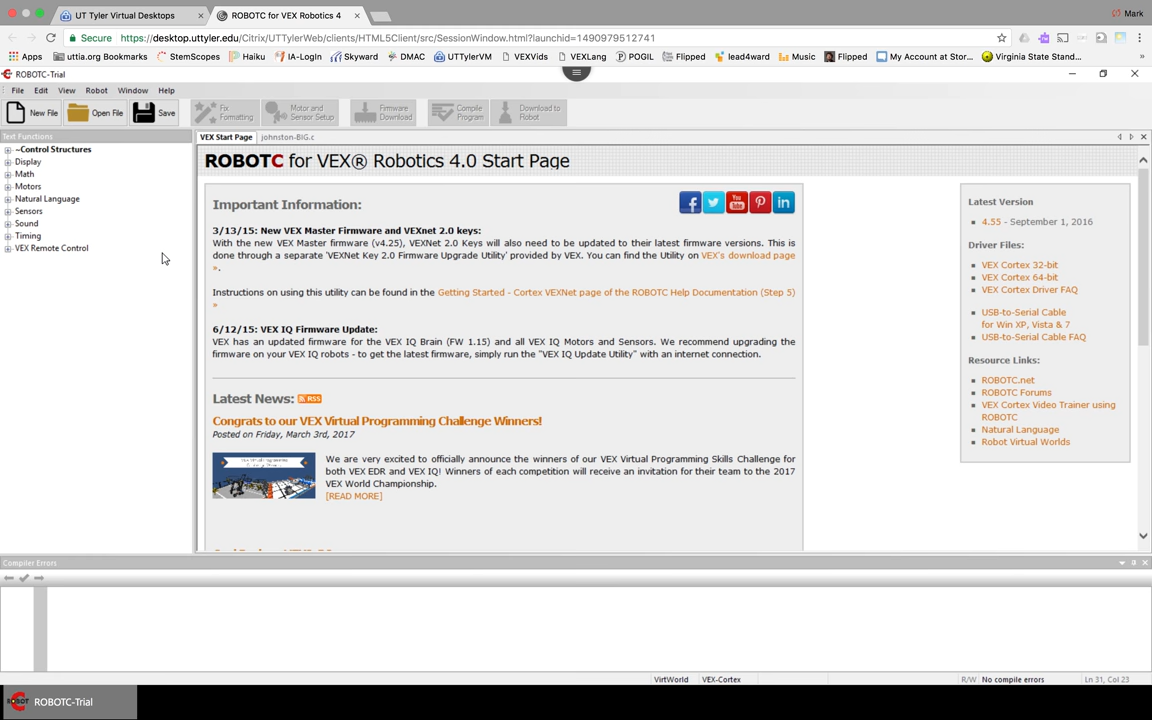 UT Tyler Virtual Desktops
ROBOTC for VEX Robotics 4
Mark
Secure https://desktop.uttyler.edu/Citrix/UTTylerWeb/clients/HTML5Client/src/SessionWindow.html?launchid=1490979512741
Apps uttia.org Bookmarks StemScopes Haiku IA-LogIn Skyward DMAC UTTylerVM VEXVids VEXLang POGIL Flipped lead4ward Music Flipped My Account at Stor... Virginia State Stand... »
ROBOTC-Trial
File Edit View Robot Window Help
New File Open File Save Fix Formatting Motor and Sensor Setup Firmware Download Compile Program Download to Robot
Text Functions
VEX Start Page johnston-BIG.c
~Control Structures
Display
Math
Motors
Natural Language
Sensors
Sound
Timing
VEX Remote Control
ROBOTC for VEX® Robotics 4.0 Start Page
Important Information:
3/13/15: New VEX Master Firmware and VEXnet 2.0 keys:
With the new VEX Master firmware (v4.25), VEXNet 2.0 Keys will also need to be updated to their latest firmware versions. This is
done through a separate 'VEXNet Key 2.0 Firmware Upgrade Utility' provided by VEX. You can find the Utility on VEX's download page
».
Instructions on using this utility can be found in the Getting Started - Cortex VEXNet page of the ROBOTC Help Documentation (Step 5)
»
6/12/15: VEX IQ Firmware Update:
VEX has an updated firmware for the VEX IQ Brain (FW 1.15) and all VEX IQ Motors and Sensors. We recommend upgrading the
firmware on your VEX IQ robots - to get the latest firmware, simply run the "VEX IQ Update Utility" with an internet connection.
Latest News: RSS
Congrats to our VEX Virtual Programming Challenge Winners!
Posted on Friday, March 3rd, 2017
We are very excited to officially announce the winners of our VEX Virtual Programming Skills Challenge for
both VEX EDR and VEX IQ! Winners of each competition will receive an invitation for their team to the 2017
VEX World Championship.
[READ MORE]
Latest Version
4.55 - September 1, 2016
Driver Files:
VEX Cortex 32-bit
VEX Cortex 64-bit
VEX Cortex Driver FAQ
USB-to-Serial Cable
for Win XP, Vista & 7
USB-to-Serial Cable FAQ
Resource Links:
ROBOTC.net
ROBOTC Forums
VEX Cortex Video Trainer using
ROBOTC
Natural Language
Robot Virtual Worlds
Compiler Errors
VirtWorld VEX-Cortex R/W No compile errors Ln 31, Col 23
ROBOTC-Trial